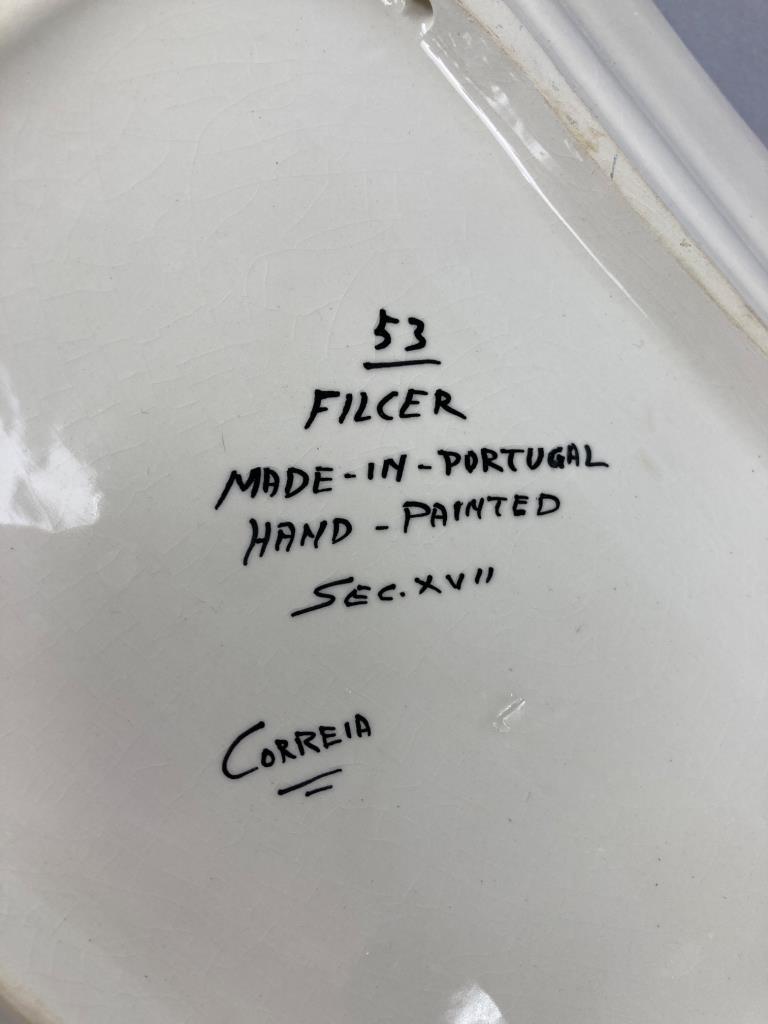 53
FILCER
MADE-IN-PORTUGAL
HAND-PAINTED
SEC.XVII
CORREIA